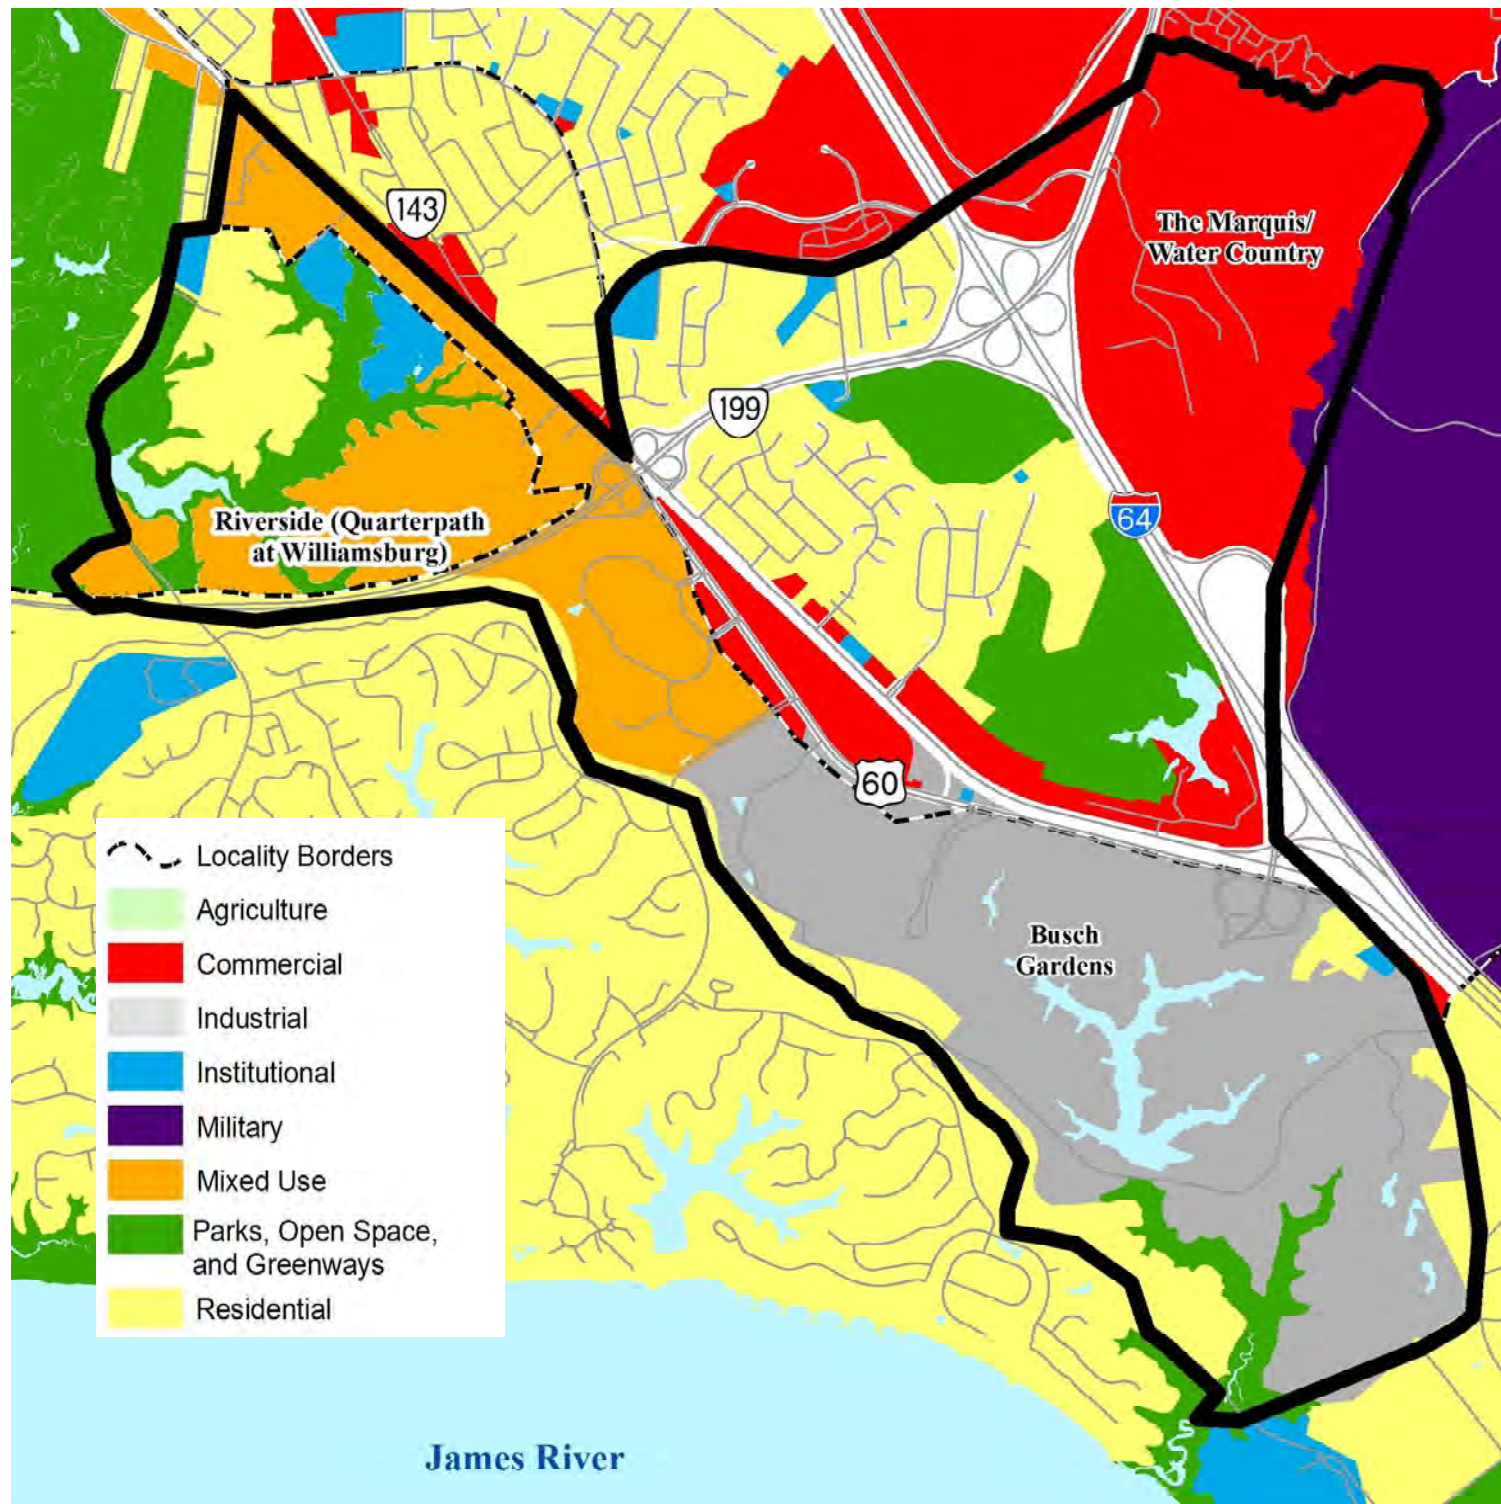 143
The Marquis/
Water Country
199
64
Riverside (Quarterpath
at Williamsburg)
60
Busch
Gardens
Locality Borders
Agriculture
Commercial
Industrial
Institutional
Military
Mixed Use
Parks, Open Space,
and Greenways
Residential
James River